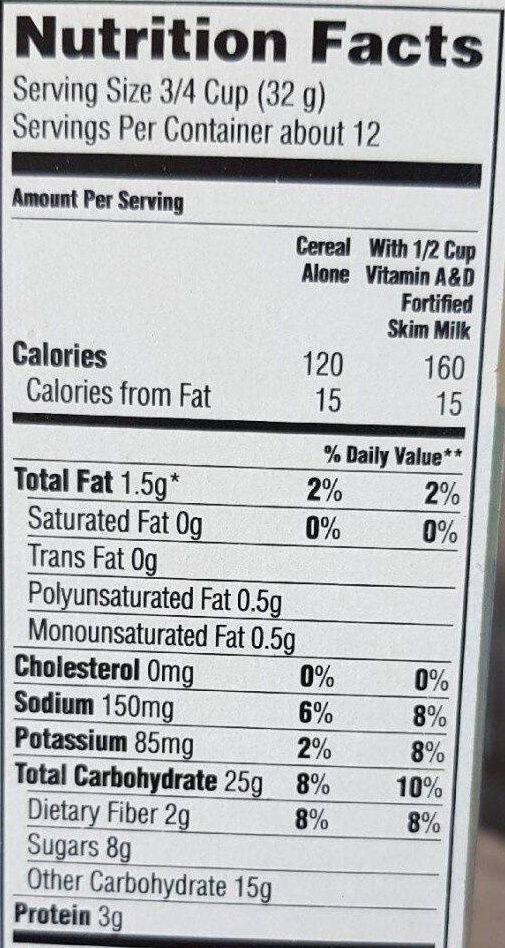 Nutrition Facts
Serving Size 3/4 Cup (32 g)
Servings Per Container about 12
Amount Per Serving
Cereal With 1/2 Cup
Alone Vitamin A&D
Fortified
Skim Milk
Calories 120 160
Calories from Fat 15 15
% Daily Value**
Total Fat 1.5g* 2% 2%
Saturated Fat 0g 0% 0%
Trans Fat 0g
Polyunsaturated Fat 0.5g
Monounsaturated Fat 0.5g
Cholesterol 0mg 0% 0%
Sodium 150mg 6% 8%
Potassium 85mg 2% 8%
Total Carbohydrate 25g 8% 10%
Dietary Fiber 2g 8% 8%
Sugars 8g
Other Carbohydrate 15g
Protein 3g